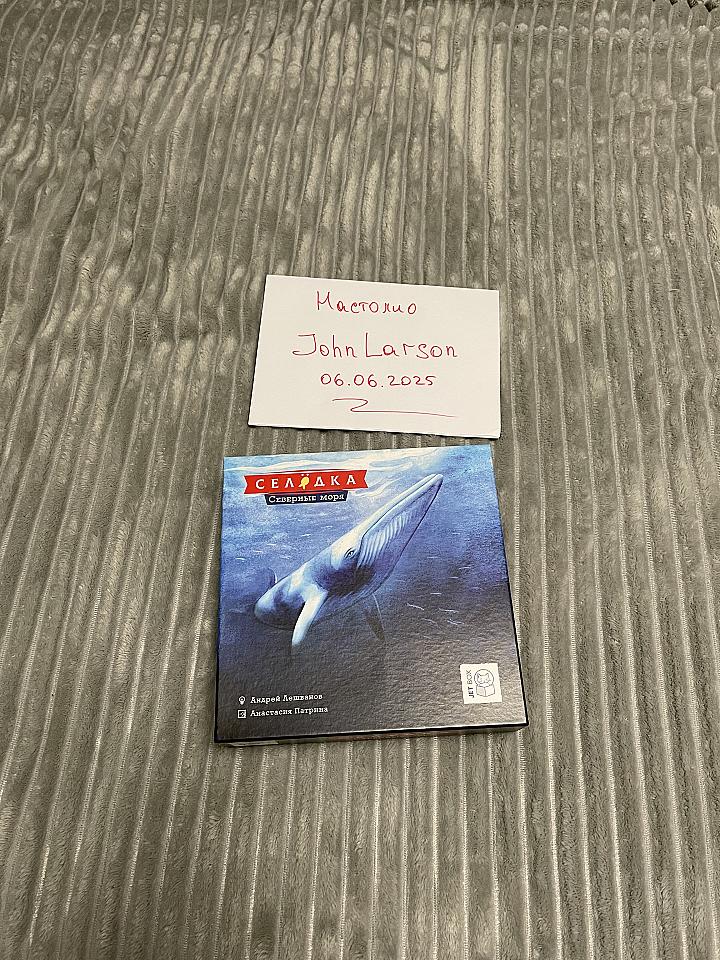 Мастолио
John Larson
06.06.2025
СЕЛЁДКА
Северные моря
Андрей Лешванов
Анастасия Патрина
JET BOX